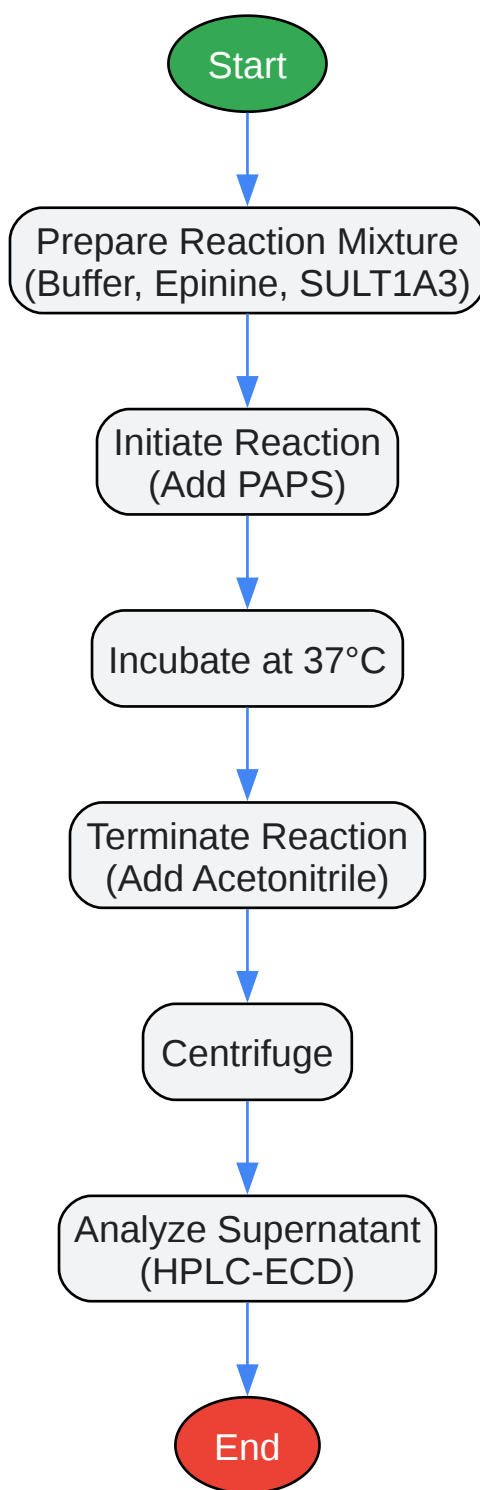 Start
Prepare Reaction Mixture
(Buffer, Epinine, SULT1A3)
Initiate Reaction
(Add PAPS)
Incubate at 37°C
Terminate Reaction
(Add Acetonitrile)
Centrifuge
Analyze Supernatant
(HPLC-ECD)
End